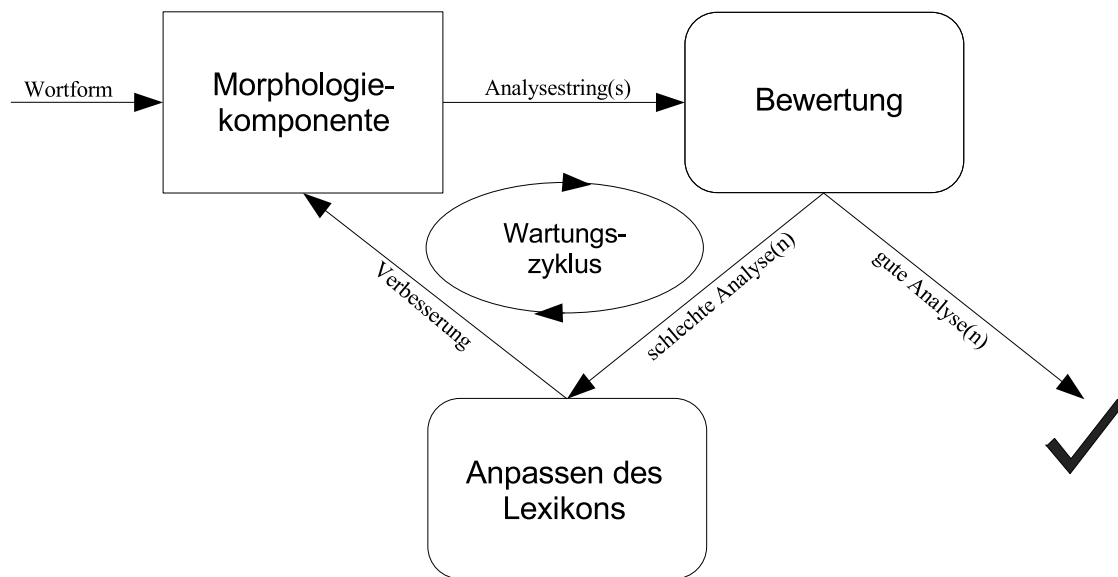 Wortform
Morphologie-
komponente
Analysestring(s)
Bewertung
Wartungs-
zyklus
Verbesserung
schlechte Analyse(n)
gute Analyse(n)
Anpassen des
Lexikons